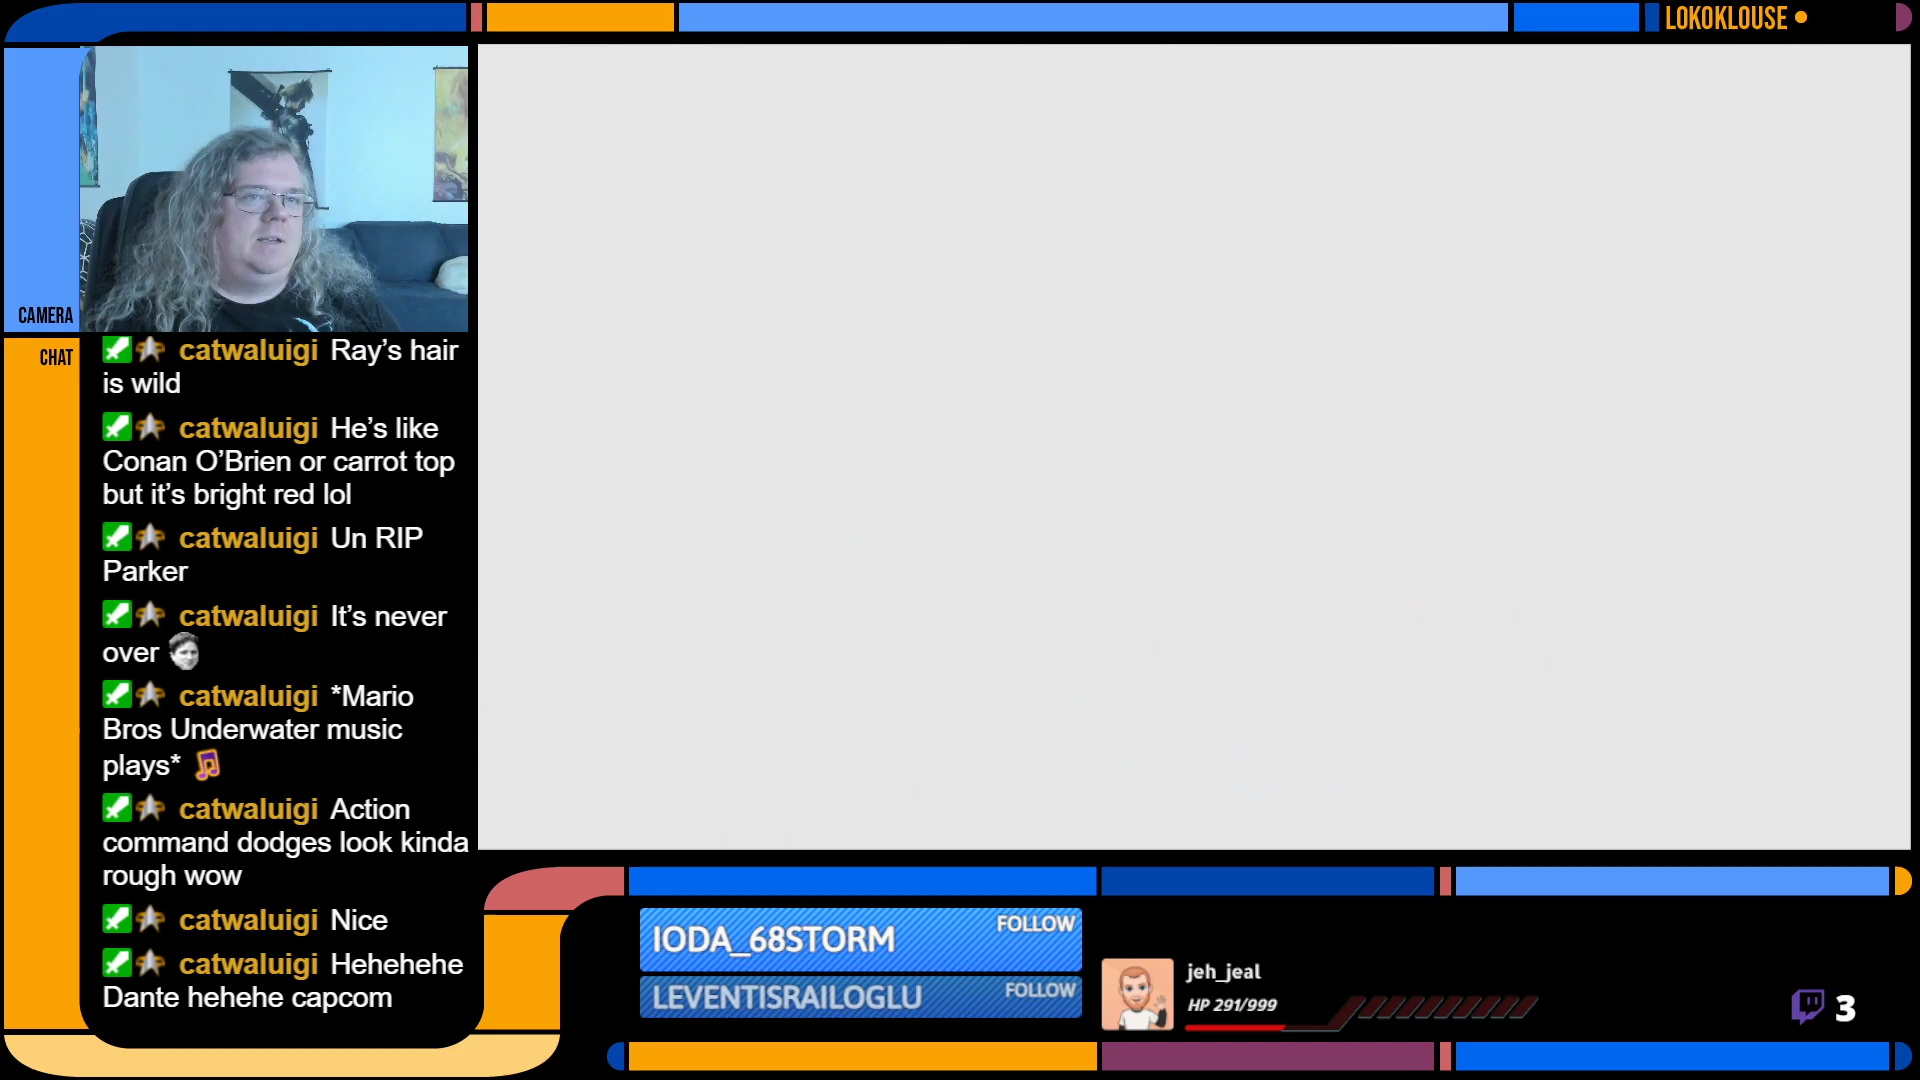 LOKOKLOUSE
CAMERA
CHAT
catwaluigi Ray’s hair
is wild
catwaluigi He’s like
Conan O’Brien or carrot top
but it’s bright red lol
catwaluigi Un RIP
Parker
catwaluigi It’s never
over
catwaluigi *Mario
Bros Underwater music
plays*
catwaluigi Action
command dodges look kinda
rough wow
catwaluigi Nice
catwaluigi Hehehehe
Dante hehehe capcom
IODA_68STORM FOLLOW
LEVENTISRAILOGLU FOLLOW
jeh_jeal
HP 291/999
3